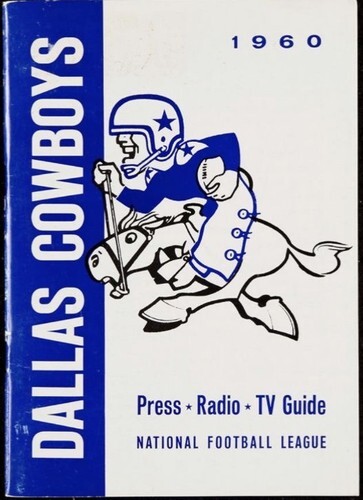 1960
DALLAS COWBOYS
Press ★ Radio ★ TV Guide
NATIONAL FOOTBALL LEAGUE